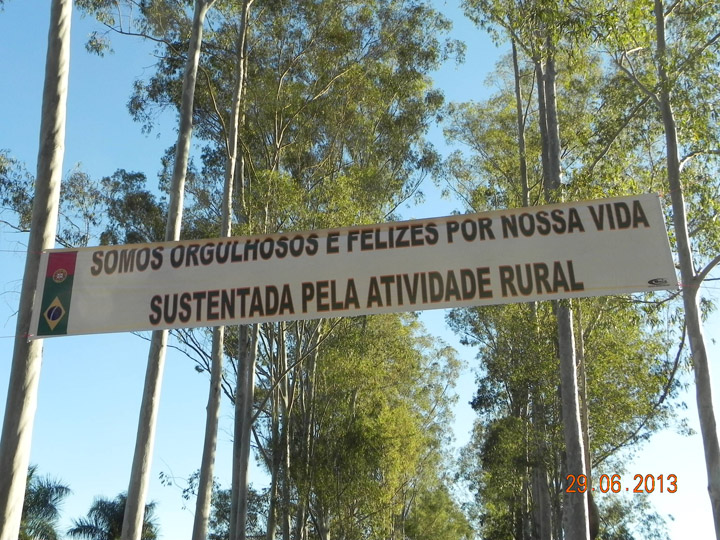 SOMOS ORGULHOSOS E FELIZES POR NOSSA VIDA
SUSTENTADA PELA ATIVIDADE RURAL
29.06.2013